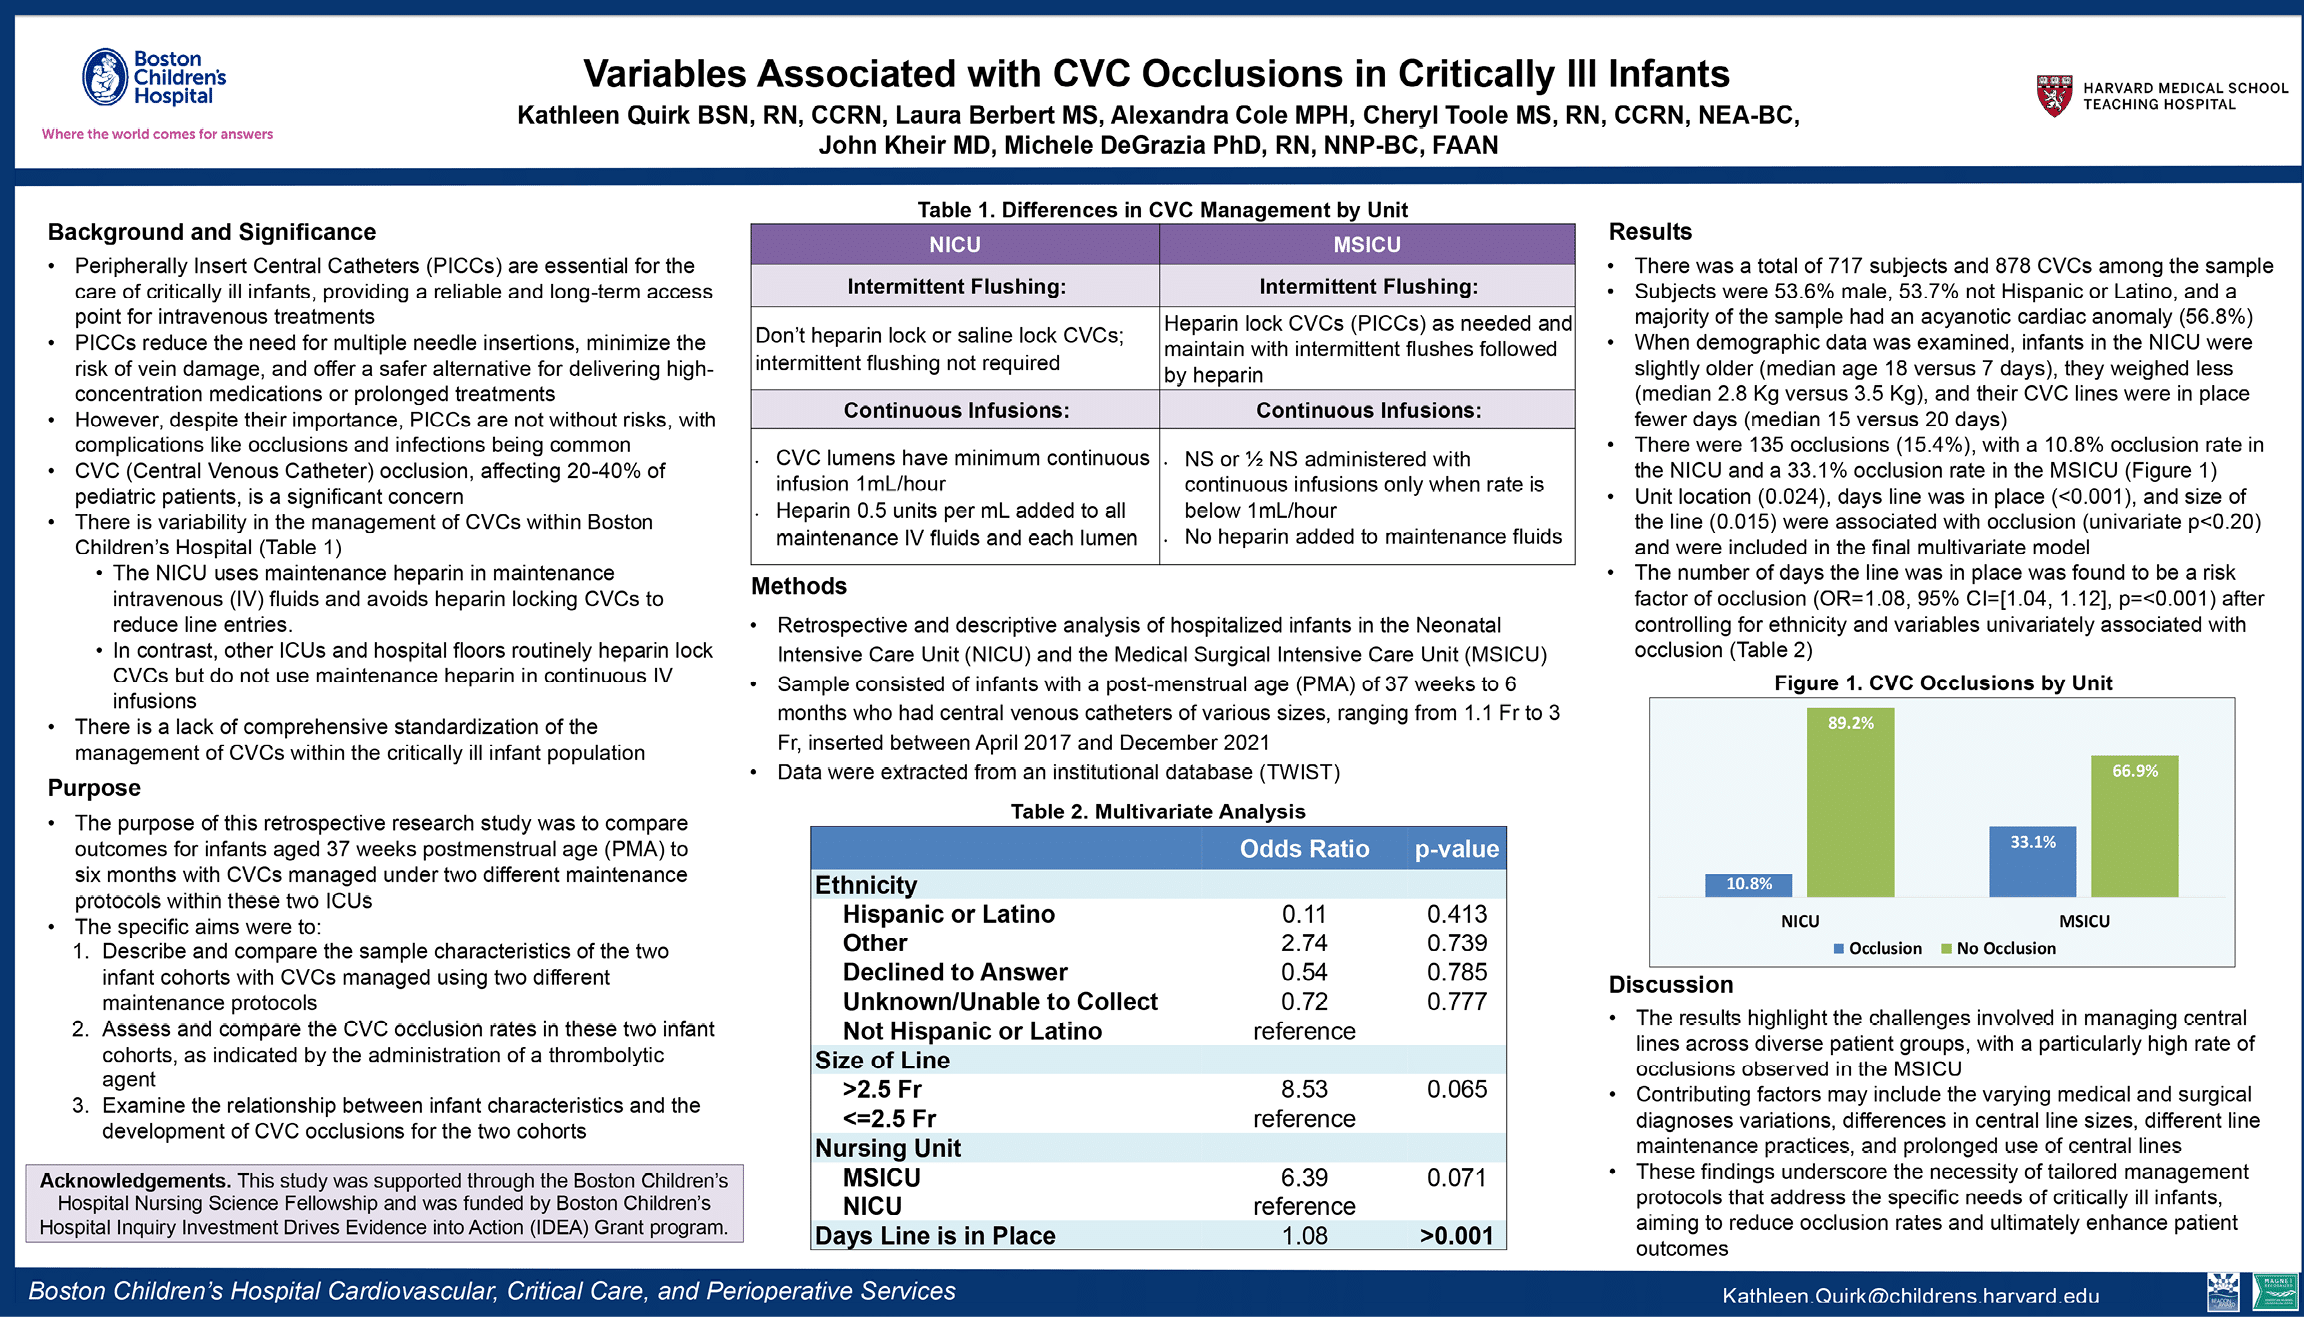 Boston
Children's
Hospital
Where the world comes for answers
Variables Associated with CVC Occlusions in Critically Ill Infants
Kathleen Quirk BSN, RN, CCRN, Laura Berbert MS, Alexandra Cole MPH, Cheryl Toole MS, RN, CCRN, NEA-BC,
John Kheir MD, Michele DeGrazia PhD, RN, NNP-BC, FAAN
HARVARD MEDICAL SCHOOL
TEACHING HOSPITAL
Background and Significance
• Peripherally Insert Central Catheters (PICCs) are essential for the
care of critically ill infants, providing a reliable and long-term access
point for intravenous treatments
• PICCs reduce the need for multiple needle insertions, minimize the
risk of vein damage, and offer a safer alternative for delivering high-
concentration medications or prolonged treatments
• However, despite their importance, PICCs are not without risks, with
complications like occlusions and infections being common
• CVC (Central Venous Catheter) occlusion, affecting 20-40% of
pediatric patients, is a significant concern
• There is variability in the management of CVCs within Boston
Children's Hospital (Table 1)
• The NICU uses maintenance heparin in maintenance
intravenous (IV) fluids and avoids heparin locking CVCs to
reduce line entries.
• In contrast, other ICUs and hospital floors routinely heparin lock
CVCs but do not use maintenance heparin in continuous IV
infusions
• There is a lack of comprehensive standardization of the
management of CVCs within the critically ill infant population
Purpose
• The purpose of this retrospective research study was to compare
outcomes for infants aged 37 weeks postmenstrual age (PMA) to
six months with CVCs managed under two different maintenance
protocols within these two ICUs
• The specific aims were to:
1. Describe and compare the sample characteristics of the two
infant cohorts with CVCs managed using two different
maintenance protocols
2. Assess and compare the CVC occlusion rates in these two infant
cohorts, as indicated by the administration of a thrombolytic
agent
3. Examine the relationship between infant characteristics and the
development of CVC occlusions for the two cohorts
Acknowledgements. This study was supported through the Boston Children's
Hospital Nursing Science Fellowship and was funded by Boston Children's
Hospital Inquiry Investment Drives Evidence into Action (IDEA) Grant program.
Table 1. Differences in CVC Management by Unit
NICU MSICU
Intermittent Flushing: Intermittent Flushing:
Don't heparin lock or saline lock CVCs;
intermittent flushing not required
Heparin lock CVCs (PICCs) as needed and
maintain with intermittent flushes followed
by heparin
Continuous Infusions: Continuous Infusions:
· CVC lumens have minimum continuous
infusion 1mL/hour
· Heparin 0.5 units per mL added to all
maintenance IV fluids and each lumen
· NS or ½ NS administered with
continuous infusions only when rate is
below 1mL/hour
· No heparin added to maintenance fluids
Methods
• Retrospective and descriptive analysis of hospitalized infants in the Neonatal
Intensive Care Unit (NICU) and the Medical Surgical Intensive Care Unit (MSICU)
• Sample consisted of infants with a post-menstrual age (PMA) of 37 weeks to 6
months who had central venous catheters of various sizes, ranging from 1.1 Fr to 3
Fr, inserted between April 2017 and December 2021
• Data were extracted from an institutional database (TWIST)
Table 2. Multivariate Analysis
Odds Ratio p-value
Ethnicity
Hispanic or Latino 0.11 0.413
Other 2.74 0.739
Declined to Answer 0.54 0.785
Unknown/Unable to Collect 0.72 0.777
Not Hispanic or Latino reference
Size of Line
>2.5 Fr 8.53 0.065
<=2.5 Fr reference
Nursing Unit
MSICU 6.39 0.071
NICU reference
Days Line is in Place 1.08 >0.001
Results
• There was a total of 717 subjects and 878 CVCs among the sample
• Subjects were 53.6% male, 53.7% not Hispanic or Latino, and a
majority of the sample had an acyanotic cardiac anomaly (56.8%)
• When demographic data was examined, infants in the NICU were
slightly older (median age 18 versus 7 days), they weighed less
(median 2.8 Kg versus 3.5 Kg), and their CVC lines were in place
fewer days (median 15 versus 20 days)
• There were 135 occlusions (15.4%), with a 10.8% occlusion rate in
the NICU and a 33.1% occlusion rate in the MSICU (Figure 1)
• Unit location (0.024), days line was in place (<0.001), and size of
the line (0.015) were associated with occlusion (univariate p<0.20)
and were included in the final multivariate model
• The number of days the line was in place was found to be a risk
factor of occlusion (OR=1.08, 95% CI=[1.04, 1.12], p=<0.001) after
controlling for ethnicity and variables univariately associated with
occlusion (Table 2)
Figure 1. CVC Occlusions by Unit
89.2%
66.9%
33.1%
10.8%
NICU MSICU
Occlusion No Occlusion
Discussion
• The results highlight the challenges involved in managing central
lines across diverse patient groups, with a particularly high rate of
occlusions observed in the MSICU
• Contributing factors may include the varying medical and surgical
diagnoses variations, differences in central line sizes, different line
maintenance practices, and prolonged use of central lines
• These findings underscore the necessity of tailored management
protocols that address the specific needs of critically ill infants,
aiming to reduce occlusion rates and ultimately enhance patient
outcomes
Boston Children's Hospital Cardiovascular, Critical Care, and Perioperative Services
Kathleen.Quirk@childrens.harvard.edu
MAGNET